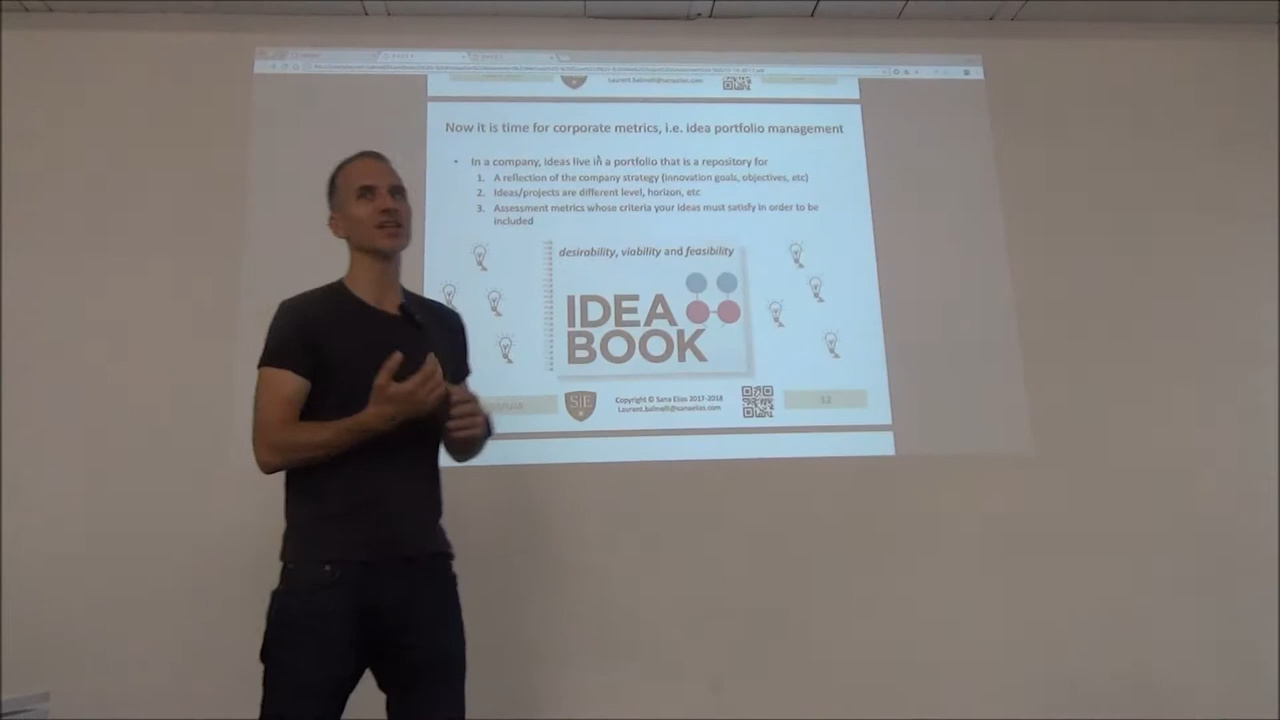 Laurent.balinelli@sanaelias.com
Now it is time for corporate metrics, i.e. idea portfolio management
• In a company, ideas live in a portfolio that is a repository for
1. A reflection of the company strategy (innovation goals, objectives, etc)
2. Ideas/projects are different level, horizon, etc
3. Assessment metrics whose criteria your ideas must satisfy in order to be
included
desirability, viability and feasibility
IDEA
BOOK
SIE
Copyright © Sana Elias 2017-2018
Laurent.balinelli@sanaelias.com
12